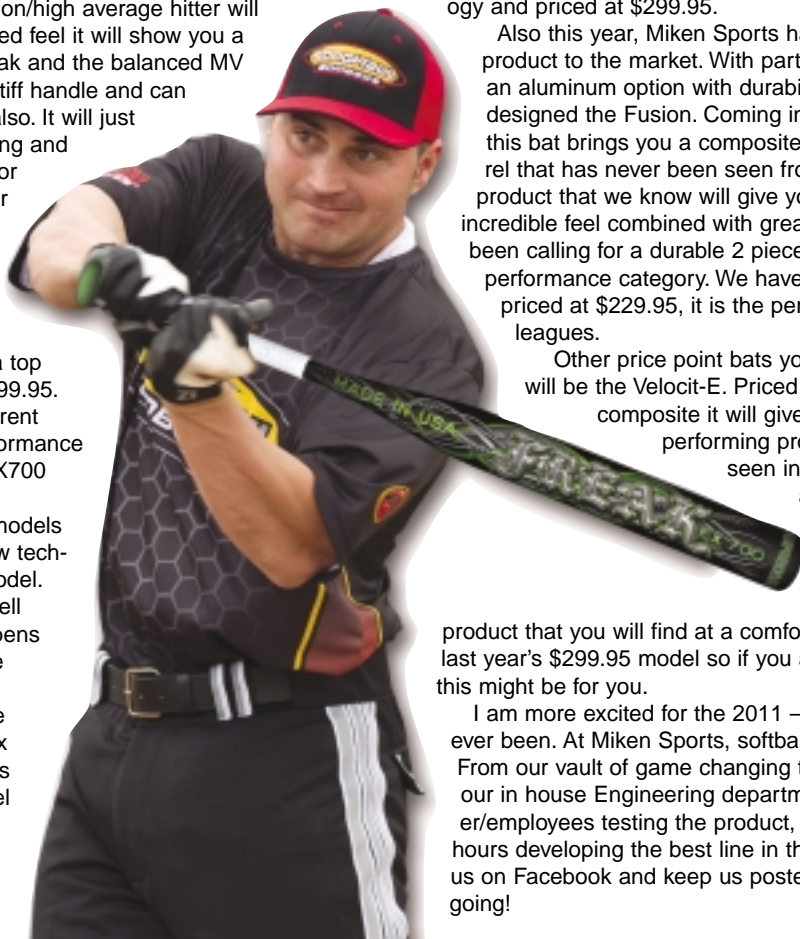 on/high average hitter will
ed feel it will show you a
ak and the balanced MV
tiff handle and can
lso. It will just
ng and
or
r
a top
99.95.
rent
ormance
X700
models
w tech-
odel.
ell
pens
e
e
x
s
el
MADE IN USA
FREAK
700
ogy and priced at $299.95.
Also this year, Miken Sports ha
product to the market. With part
an aluminum option with durabi
designed the Fusion. Coming in
this bat brings you a composite
rel that has never been seen fro
product that we know will give yo
incredible feel combined with grea
been calling for a durable 2 piece
performance category. We have
priced at $229.95, it is the per
leagues.
Other price point bats yo
will be the Velocit-E. Priced
composite it will give
performing pro
seen in
product that you will find at a comfo
last year's $299.95 model so if you a
this might be for you.
I am more excited for the 2011 –
ever been. At Miken Sports, softba
From our vault of game changing t
our in house Engineering departm
er/employees testing the product,
hours developing the best line in th
us on Facebook and keep us poste
going!